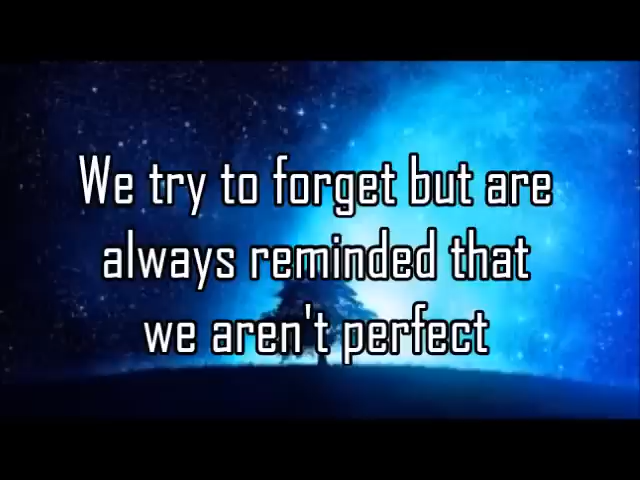 We try to forget but are
always reminded that
we aren't perfect